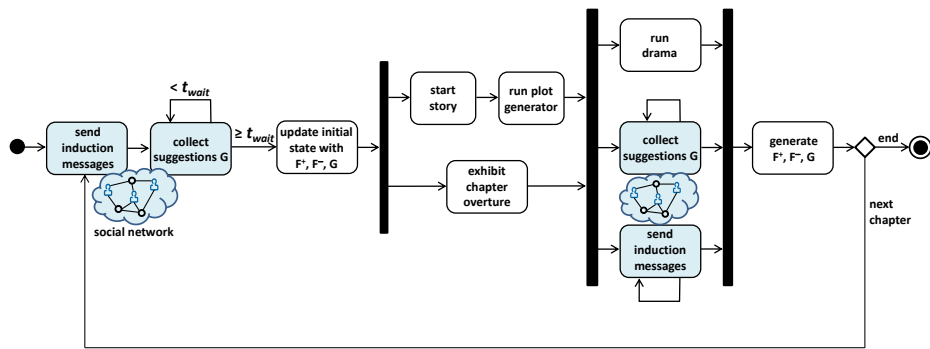 send
induction
messages
< t_wait
collect
suggestions G
≥ t_wait
update initial
state with
F⁺, F⁻, G
social network
start
story
run plot
generator
exhibit
chapter
overture
run
drama
collect
suggestions G
send
induction
messages
generate
F⁺, F⁻, G
end
next
chapter